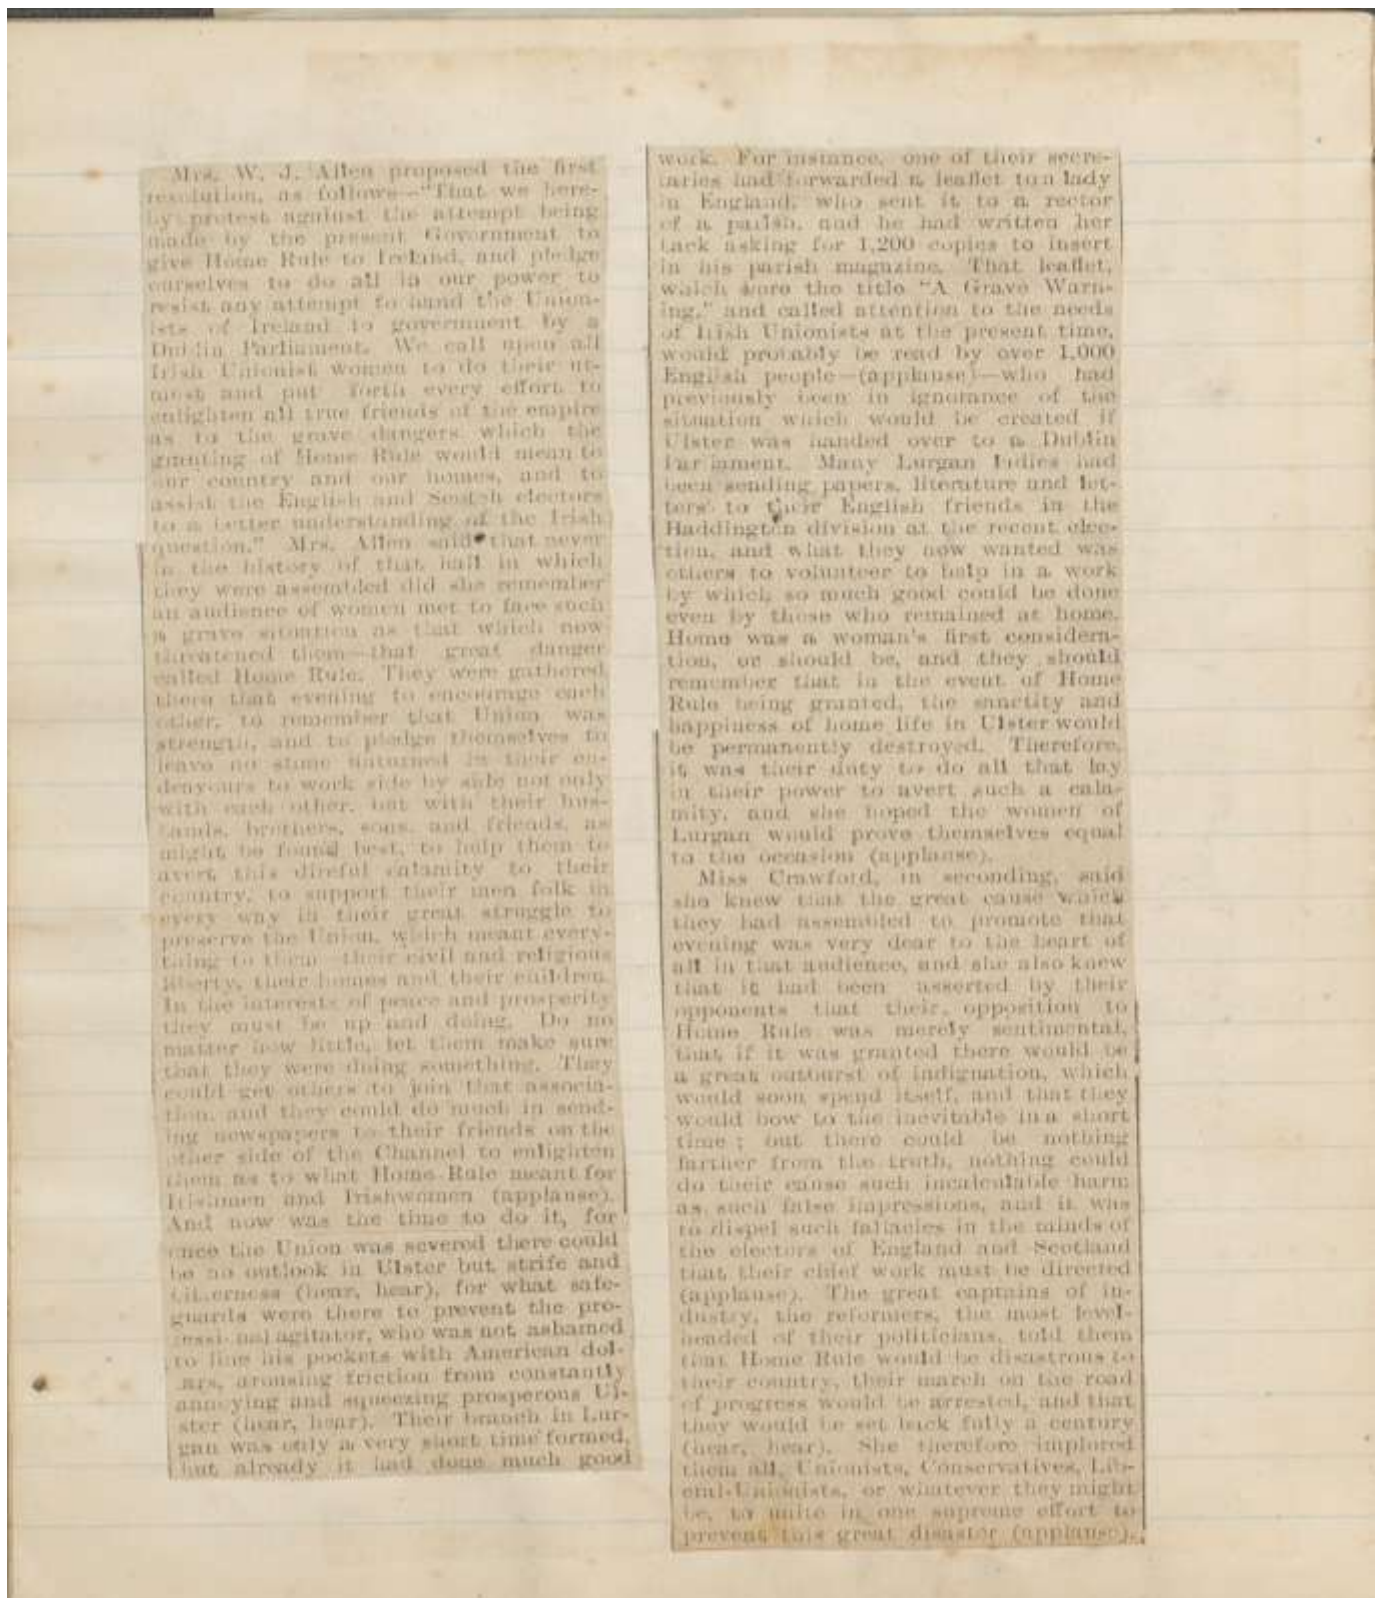 Mrs. W. J. Allen proposed the first
resolution, as follows—"That we here-
by protest against the attempt being
made by the present Government to
give Home Rule to Ireland, and pledge
ourselves to do all in our power to
resist any attempt to hand the Union-
ists of Ireland to government by a
Dublin Parliament. We call upon all
Irish Unionist women to do their ut-
most and put forth every effort to
enlighten all true friends of the empire
as to the grave dangers which the
granting of Home Rule would mean to
our country and our homes, and to
assist the English and Scotch electors
to a better understanding of the Irish
question." Mrs. Allen said that never
in the history of that hall in which
they were assembled did she remember
an audience of women met to face such
a grave situation as that which now
threatened them—that great danger
called Home Rule. They were gathered
there that evening to encourage each
other, to remember that Union was
strength, and to pledge themselves to
leave no stone unturned in their en-
deavours to work side by side not only
with each other, but with their hus-
bands, brothers, sons, and friends, as
might be found best, to help them to
avert this direful calamity to their
country, to support their men folk in
every way in their great struggle to
preserve the Union, which meant every-
thing to them—their civil and religious
liberty, their homes and their children.
In the interests of peace and prosperity
they must be up and doing. Do no
matter how little, let them make sure
that they were doing something. They
could get others to join that associa-
tion, and they could do much in send-
ing newspapers to their friends on the
other side of the Channel to enlighten
them as to what Home Rule meant for
Irishmen and Irishwomen (applause).
And now was the time to do it, for
once the Union was severed there could
be no outlook in Ulster but strife and
bitterness (hear, hear), for what safe-
guards were there to prevent the pro-
fessional agitator, who was not ashamed
to line his pockets with American dol-
lars, arousing friction from constantly
annoying and squeezing prosperous Ul-
ster (hear, hear). Their branch in Lur-
gan was only a very short time formed,
but already it had done much good
work. For instance, one of their secre-
taries had forwarded a leaflet to a lady
in England, who sent it to a rector
of a parish, and he had written her
back asking for 1,200 copies to insert
in his parish magazine. That leaflet,
which bore the title "A Grave Warn-
ing," and called attention to the needs
of Irish Unionists at the present time,
would probably be read by over 1,000
English people—(applause)—who had
previously been in ignorance of the
situation which would be created if
Ulster was handed over to a Dublin
Parliament. Many Lurgan ladies had
been sending papers, literature and let-
ters to their English friends in the
Haddington division at the recent elec-
tion, and what they now wanted was
others to volunteer to help in a work
by which so much good could be done
even by those who remained at home.
Home was a woman's first considera-
tion, or should be, and they should
remember that in the event of Home
Rule being granted, the sanctity and
happiness of home life in Ulster would
be permanently destroyed. Therefore,
it was their duty to do all that lay
in their power to avert such a cala-
mity, and she hoped the women of
Lurgan would prove themselves equal
to the occasion (applause).
Miss Crawford, in seconding, said
she knew that the great cause which
they had assembled to promote that
evening was very dear to the heart of
all in that audience, and she also knew
that it had been asserted by their
opponents that their opposition to
Home Rule was merely sentimental,
that if it was granted there would be
a great outburst of indignation, which
would soon spend itself, and that they
would bow to the inevitable in a short
time; but there could be nothing
farther from the truth, nothing could
do their cause such incalculable harm
as such false impressions, and it was
to dispel such fallacies in the minds of
the electors of England and Scotland
that their chief work must be directed
(applause). The great captains of in-
dustry, the reformers, the most level-
headed of their politicians, told them
that Home Rule would be disastrous to
their country, their march on the road
of progress would be arrested, and that
they would be set back fully a century
(hear, hear). She therefore implored
them all, Unionists, Conservatives, Lib-
eral-Unionists, or whatever they might
be, to unite in one supreme effort to
prevent this great disaster (applause).